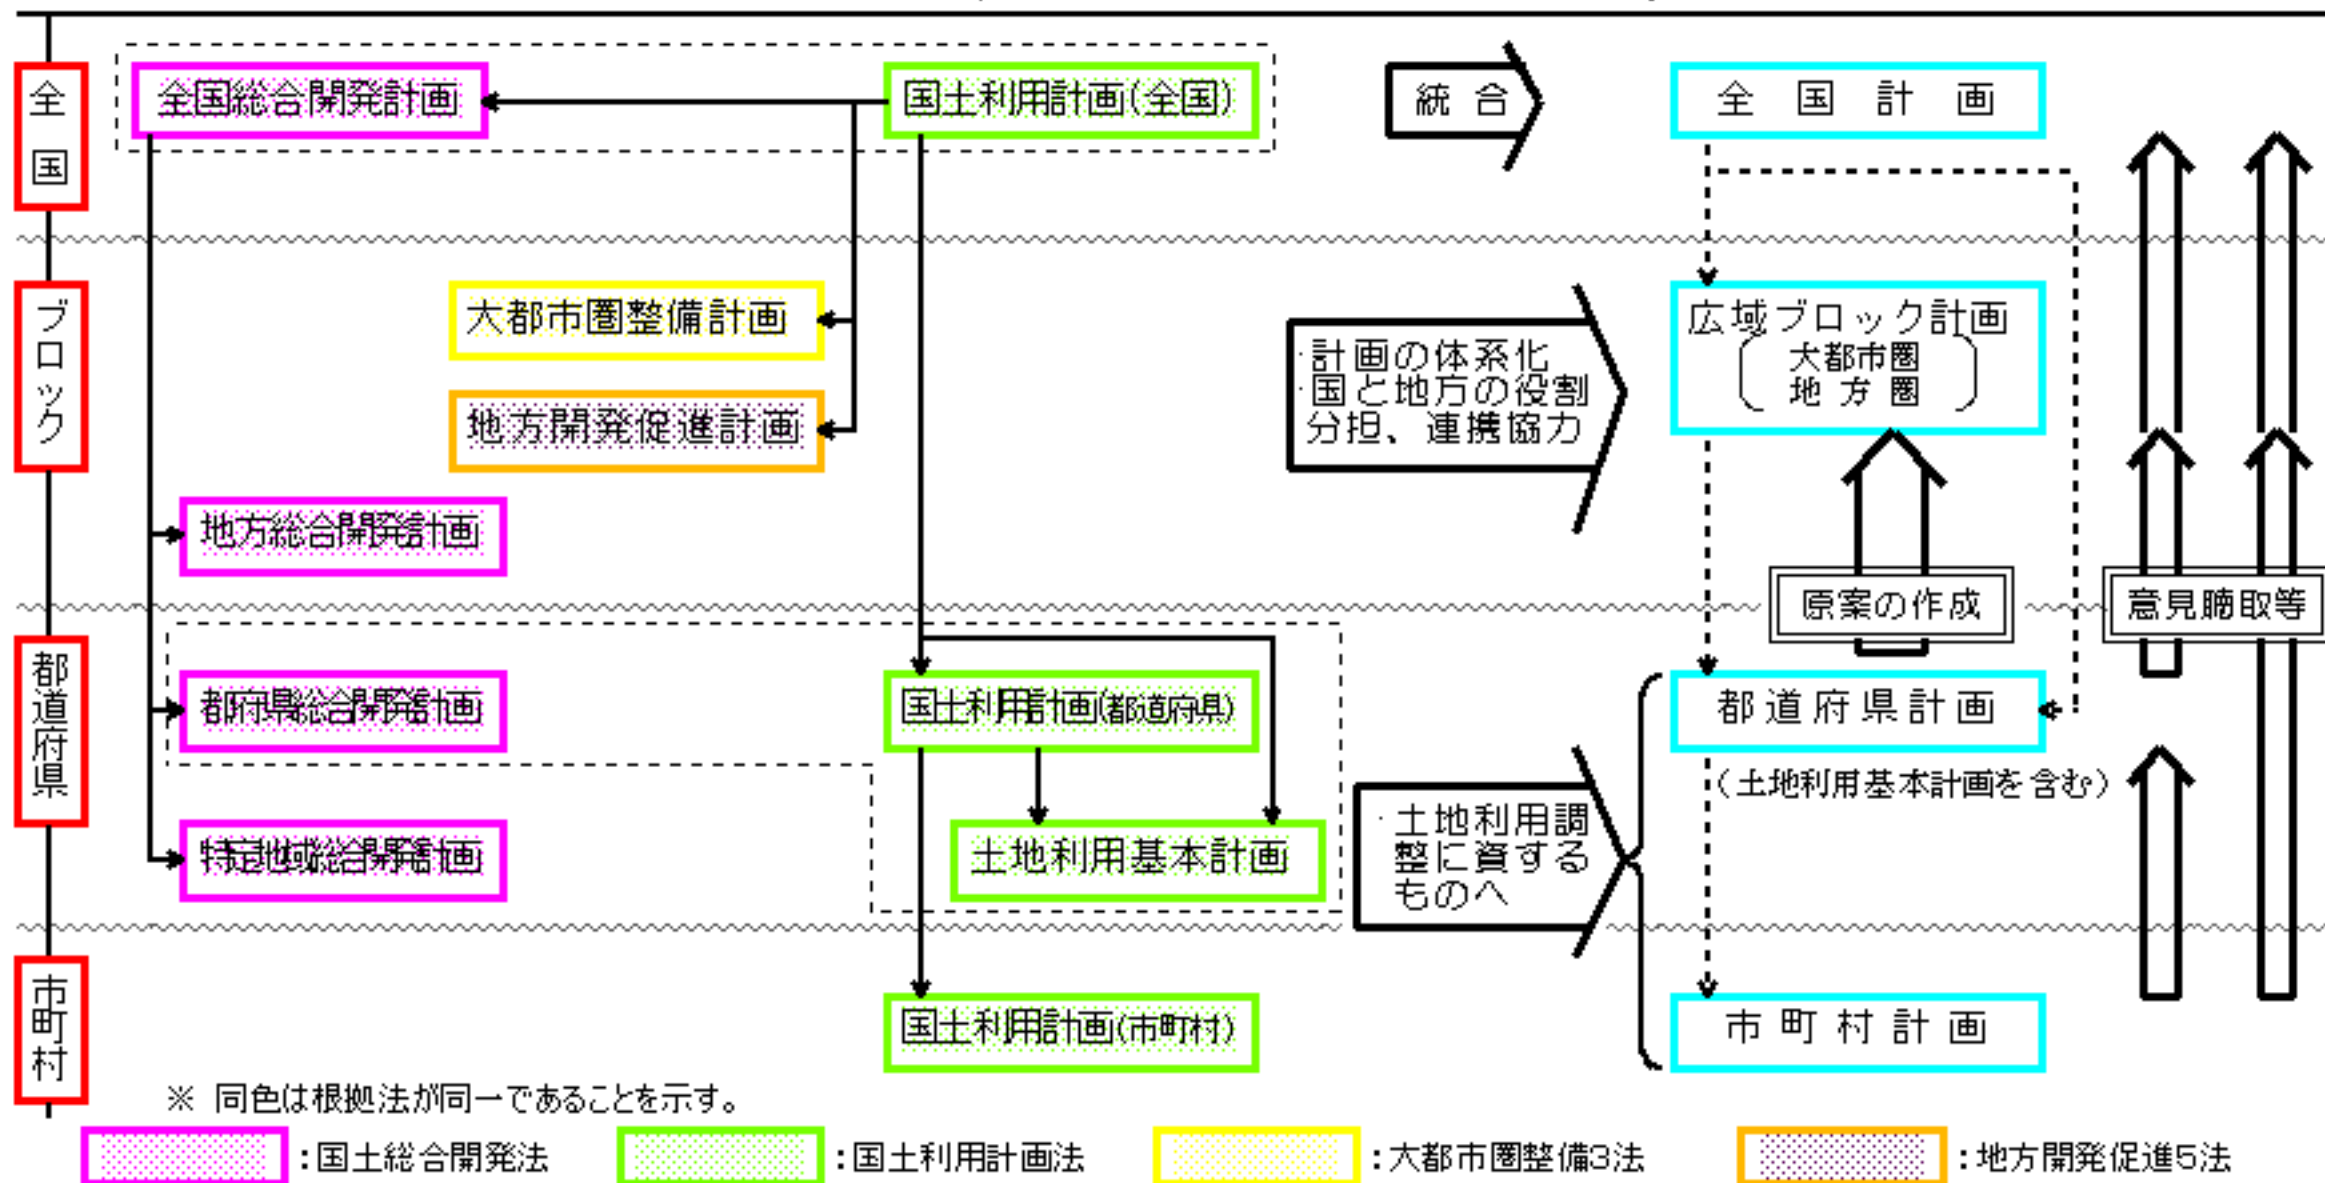 全国
全国総合開発計画
国土利用計画(全国)
統合
全国計画
ブロック
大都市圏整備計画
地方開発促進計画
地方総合開発計画
・計画の体系化
・国と地方の役割
分担、連携協力
広域ブロック計画
大都市圏
地方圏
原案の作成
意見聴取等
都道府県
都府県総合開発計画
国土利用計画(都道府県)
都道府県計画
(土地利用基本計画を含む)
特定地域総合開発計画
土地利用基本計画
・土地利用調
整に資する
ものへ
市町村
国土利用計画(市町村)
市町村計画
※ 同色は根拠法が同一であることを示す。
:国土総合開発法
:国土利用計画法
:大都市圏整備3法
:地方開発促進5法